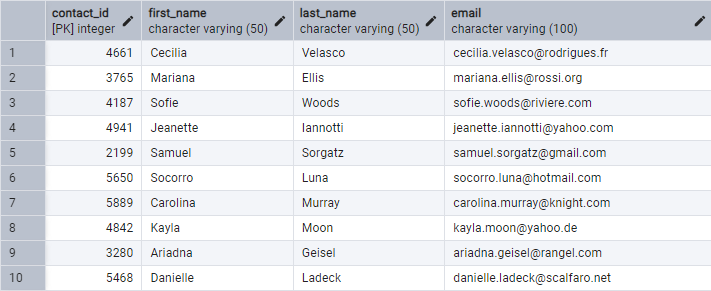 contact_id first_name last_name email
[PK] integer character varying (50) character varying (50) character varying (100)
1 4661 Cecilia Velasco cecilia.velasco@rodrigues.fr
2 3765 Mariana Ellis mariana.ellis@rossi.org
3 4187 Sofie Woods sofie.woods@riviere.com
4 4941 Jeanette Iannotti jeanette.iannotti@yahoo.com
5 2199 Samuel Sorgatz samuel.sorgatz@gmail.com
6 5650 Socorro Luna socorro.luna@hotmail.com
7 5889 Carolina Murray carolina.murray@knight.com
8 4842 Kayla Moon kayla.moon@yahoo.de
9 3280 Ariadna Geisel ariadna.geisel@rangel.com
10 5468 Danielle Ladeck danielle.ladeck@scalfaro.net